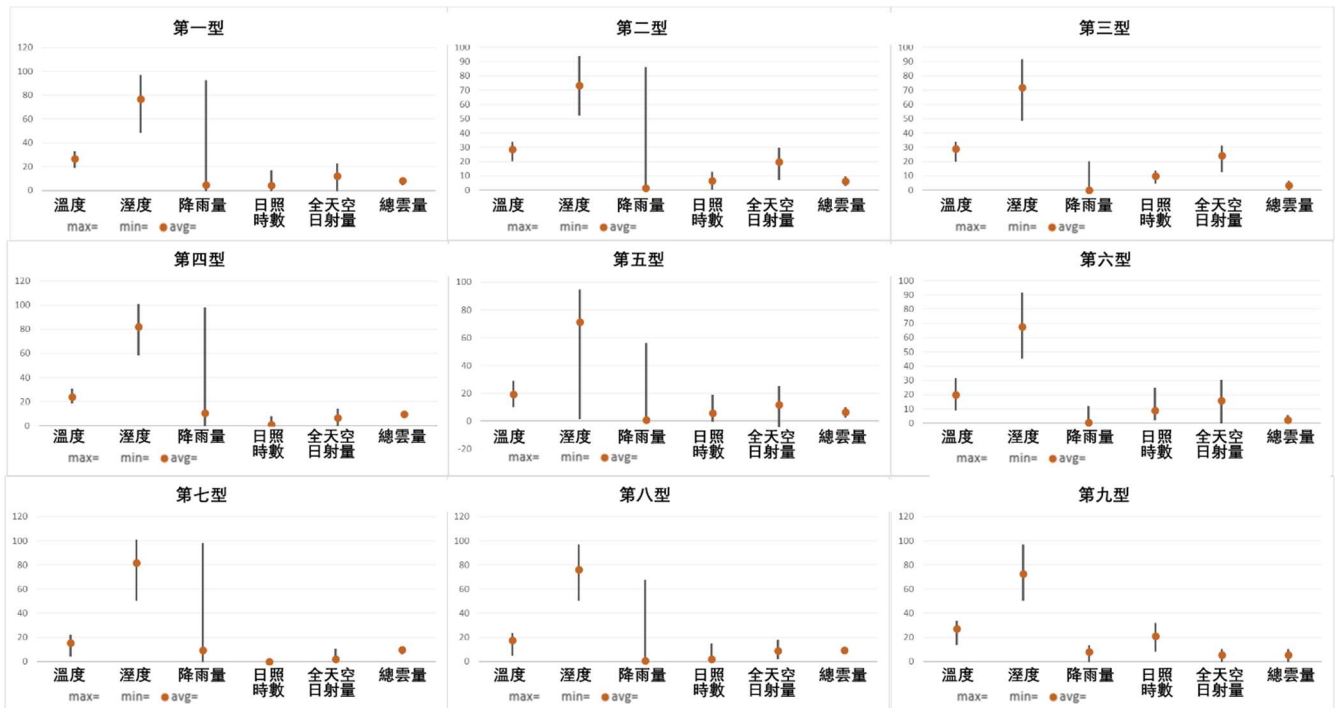 第一型
120
100
80
60
40
20
0
溫度 溼度 降雨量 日照時數 全天空日射量 總雲量
max= min= avg=
第二型
100
90
80
70
60
50
40
30
20
10
0
溫度 溼度 降雨量 日照時數 全天空日射量 總雲量
max= min= avg=
第三型
100
90
80
70
60
50
40
30
20
10
0
溫度 溼度 降雨量 日照時數 全天空日射量 總雲量
max= min= avg=
第四型
120
100
80
60
40
20
0
溫度 溼度 降雨量 日照時數 全天空日射量 總雲量
max= min= avg=
第五型
100
80
60
40
20
0
-20
溫度 溼度 降雨量 日照時數 全天空日射量 總雲量
max= min= avg=
第六型
100
90
80
70
60
50
40
30
20
10
0
溫度 溼度 降雨量 日照時數 全天空日射量 總雲量
max= min= avg=
第七型
120
100
80
60
40
20
0
溫度 溼度 降雨量 日照時數 全天空日射量 總雲量
max= min= avg=
第八型
120
100
80
60
40
20
0
溫度 溼度 降雨量 日照時數 全天空日射量 總雲量
max= min= avg=
第九型
120
100
80
60
40
20
0
溫度 溼度 降雨量 日照時數 全天空日射量 總雲量
max= min= avg=